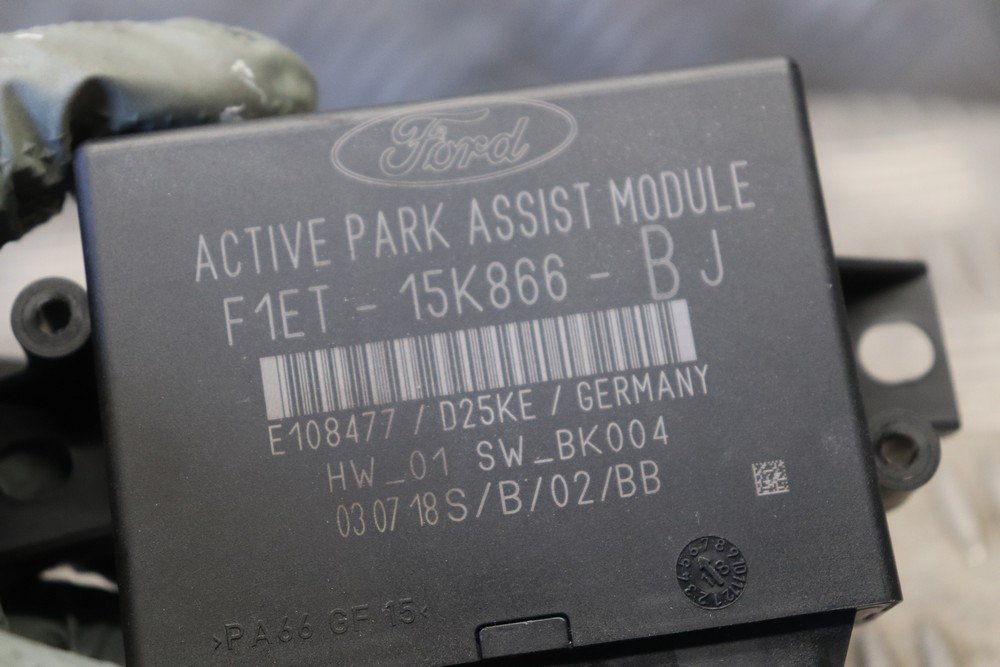 Ford
ACTIVE PARK ASSIST MODULE
F1ET - 15K866 - BJ
E108477 / D25KE / GERMANY
HW_01 SW_BK004
03 07 18 S/B/02/BB
>PA66 GF 15<